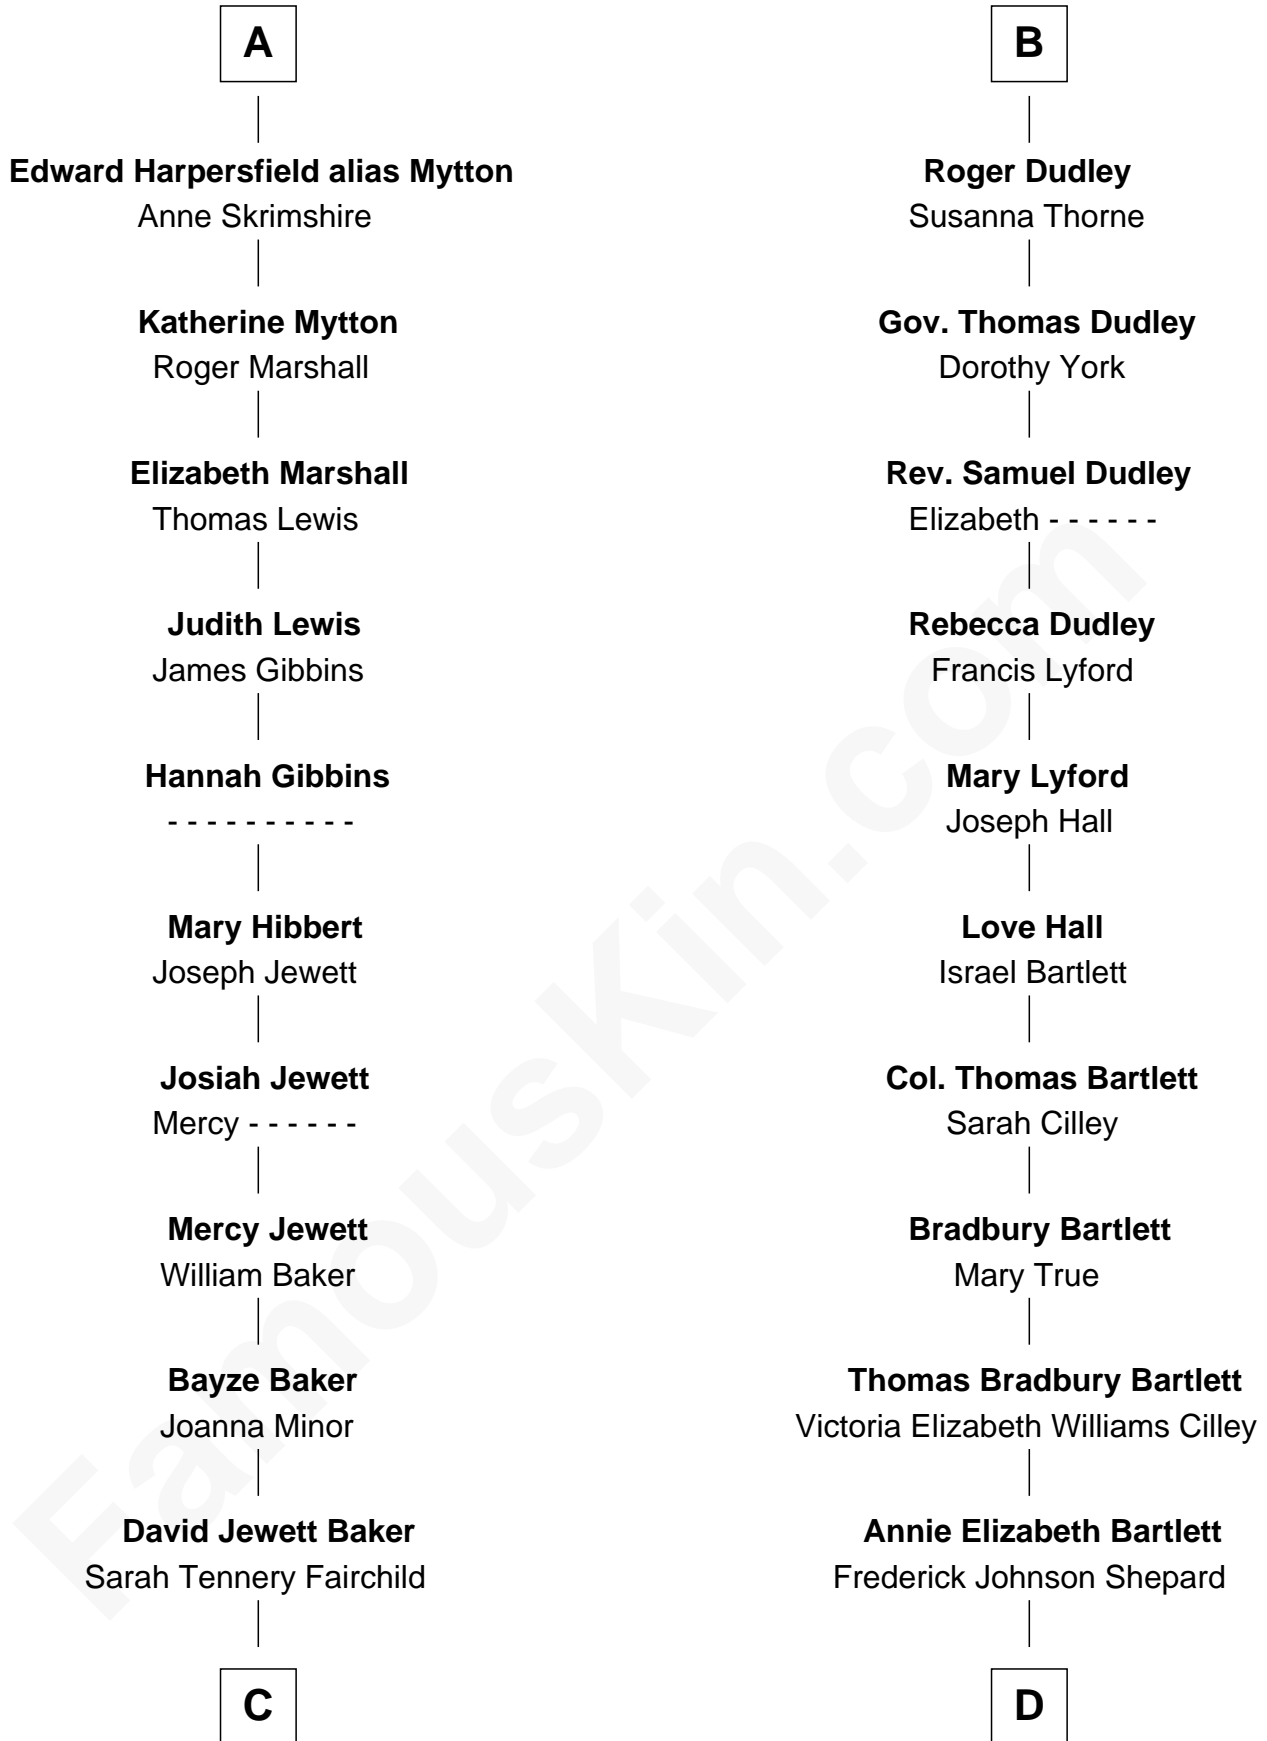 A
Edward Harpersfield alias Mytton
Anne Skrimshire
Katherine Mytton
Roger Marshall
Elizabeth Marshall
Thomas Lewis
Judith Lewis
James Gibbins
Hannah Gibbins
- - - - - - - - - -
Mary Hibbert
Joseph Jewett
Josiah Jewett
Mercy - - - - - -
Mercy Jewett
William Baker
Bayze Baker
Joanna Minor
David Jewett Baker
Sarah Tennery Fairchild
C
B
Roger Dudley
Susanna Thorne
Gov. Thomas Dudley
Dorothy York
Rev. Samuel Dudley
Elizabeth - - - - - -
Rebecca Dudley
Francis Lyford
Mary Lyford
Joseph Hall
Love Hall
Israel Bartlett
Col. Thomas Bartlett
Sarah Cilley
Bradbury Bartlett
Mary True
Thomas Bradbury Bartlett
Victoria Elizabeth Williams Cilley
Annie Elizabeth Bartlett
Frederick Johnson Shepard
D
FamousKin.com